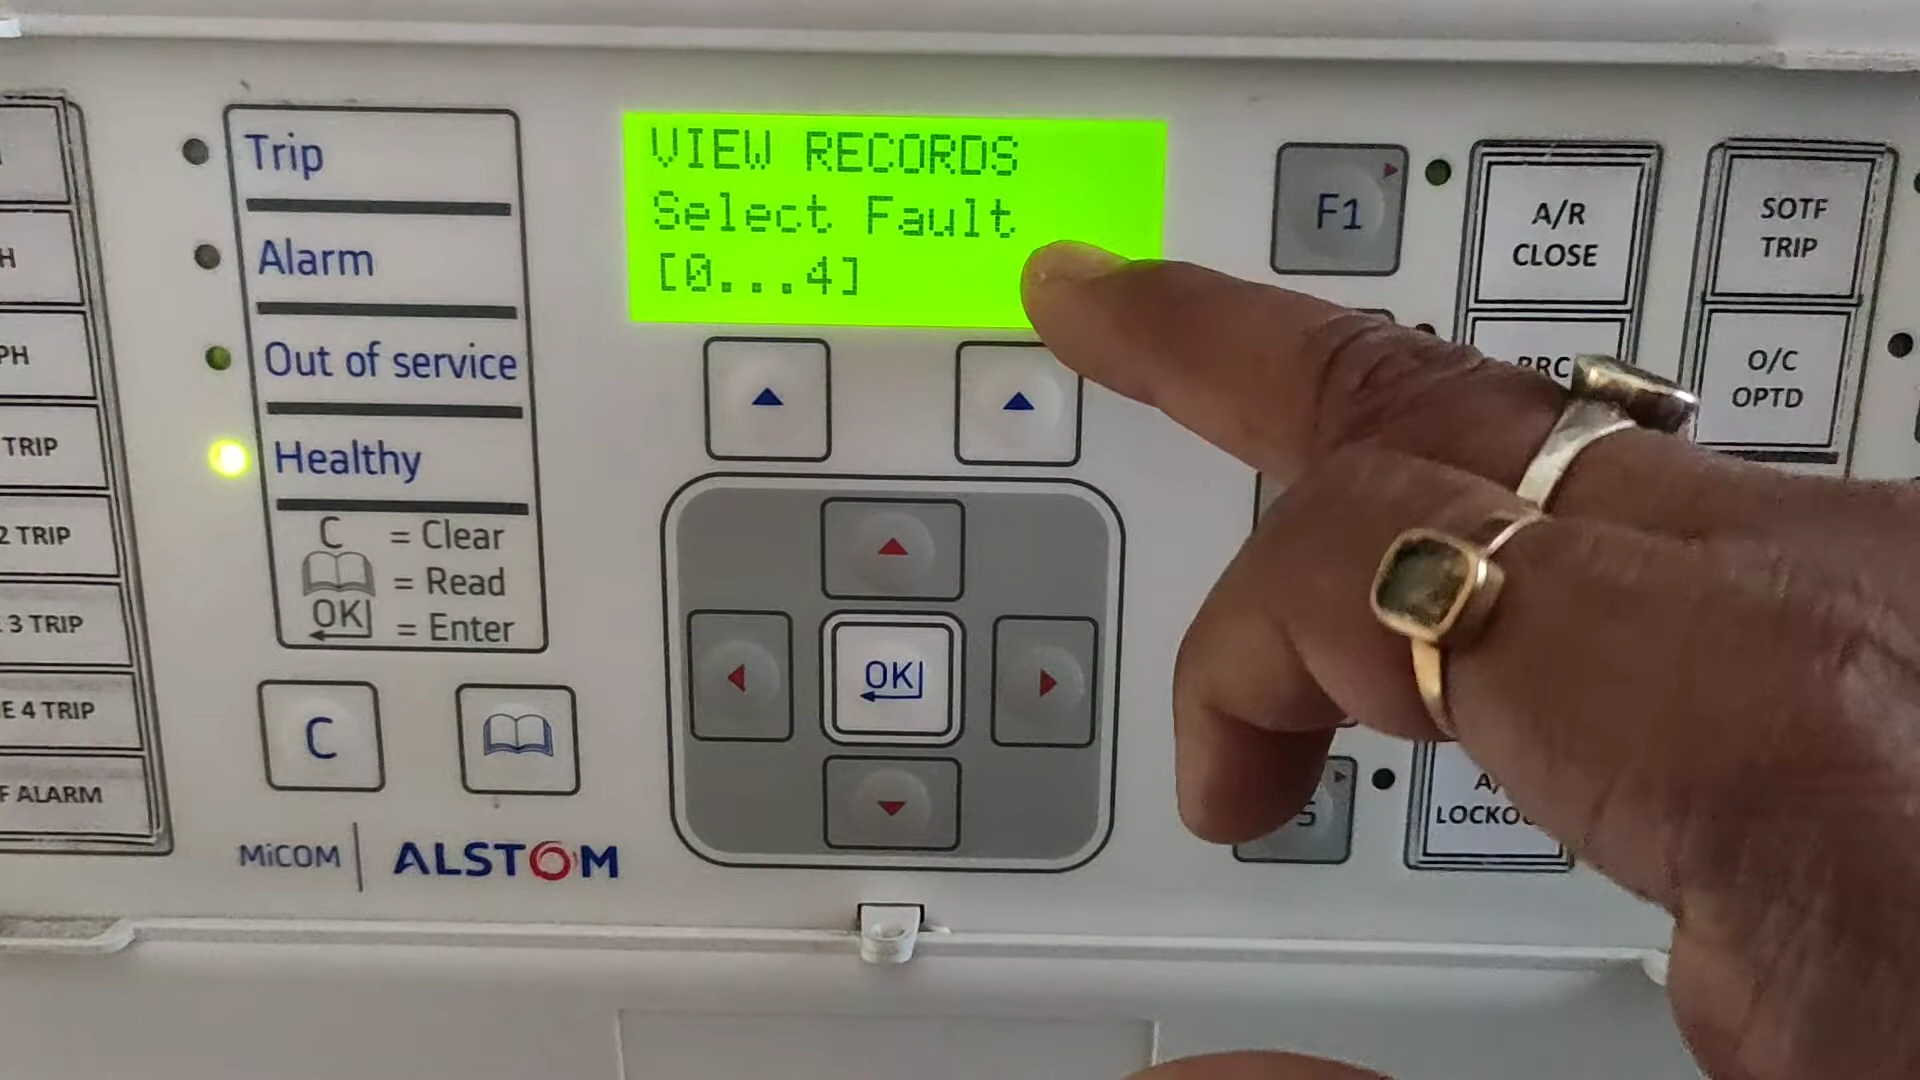 H
PH
TRIP
2 TRIP
3 TRIP
E 4 TRIP
F ALARM
Trip
Alarm
Out of service
Healthy
C = Clear
= Read
OK = Enter
C
MiCOM ALSTOM
VIEW RECORDS
Select Fault
[0...4]
OK
F1
A/R
CLOSE
SOTF
TRIP
O/C
OPTD